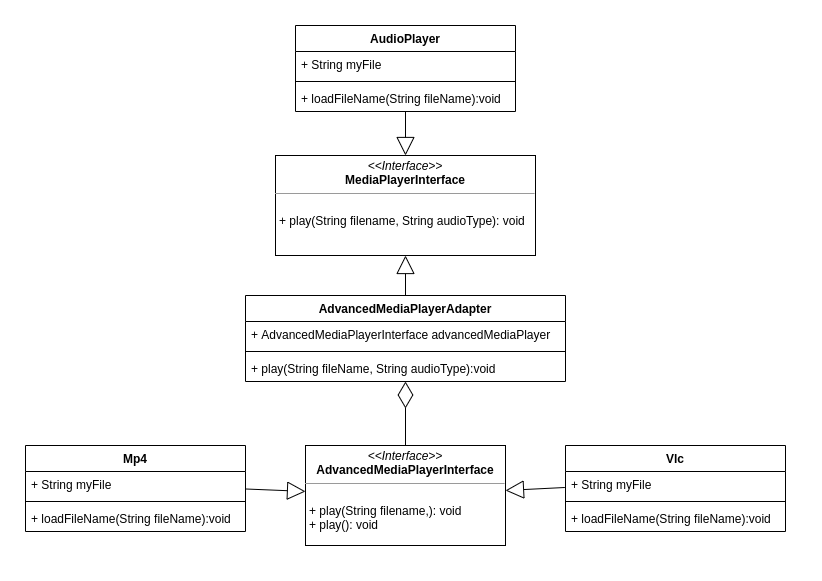 AudioPlayer
+ String myFile
+ loadFileName(String fileName):void
<<Interface>>
MediaPlayerInterface
+ play(String filename, String audioType): void
AdvancedMediaPlayerAdapter
+ AdvancedMediaPlayerInterface advancedMediaPlayer
+ play(String fileName, String audioType):void
Mp4
+ String myFile
+ loadFileName(String fileName):void
<<Interface>>
AdvancedMediaPlayerInterface
+ play(String filename,): void
+ play(): void
Vlc
+ String myFile
+ loadFileName(String fileName):void